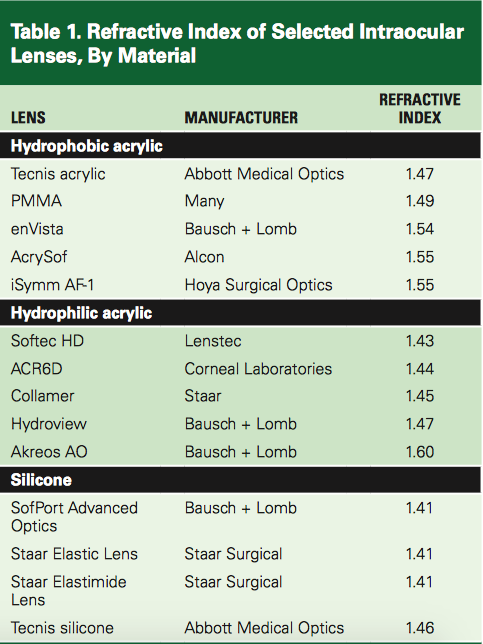 Table 1. Refractive Index of Selected Intraocular
Lenses, By Material
LENS MANUFACTURER REFRACTIVE INDEX
Hydrophobic acrylic
Tecnis acrylic Abbott Medical Optics 1.47
PMMA Many 1.49
enVista Bausch + Lomb 1.54
AcrySof Alcon 1.55
iSymm AF-1 Hoya Surgical Optics 1.55
Hydrophilic acrylic
Softec HD Lenstec 1.43
ACR6D Corneal Laboratories 1.44
Collamer Staar 1.45
Hydroview Bausch + Lomb 1.47
Akreos AO Bausch + Lomb 1.60
Silicone
SofPort Advanced Bausch + Lomb 1.41
Optics
Staar Elastic Lens Staar Surgical 1.41
Staar Elastimide Staar Surgical 1.41
Lens
Tecnis silicone Abbott Medical Optics 1.46